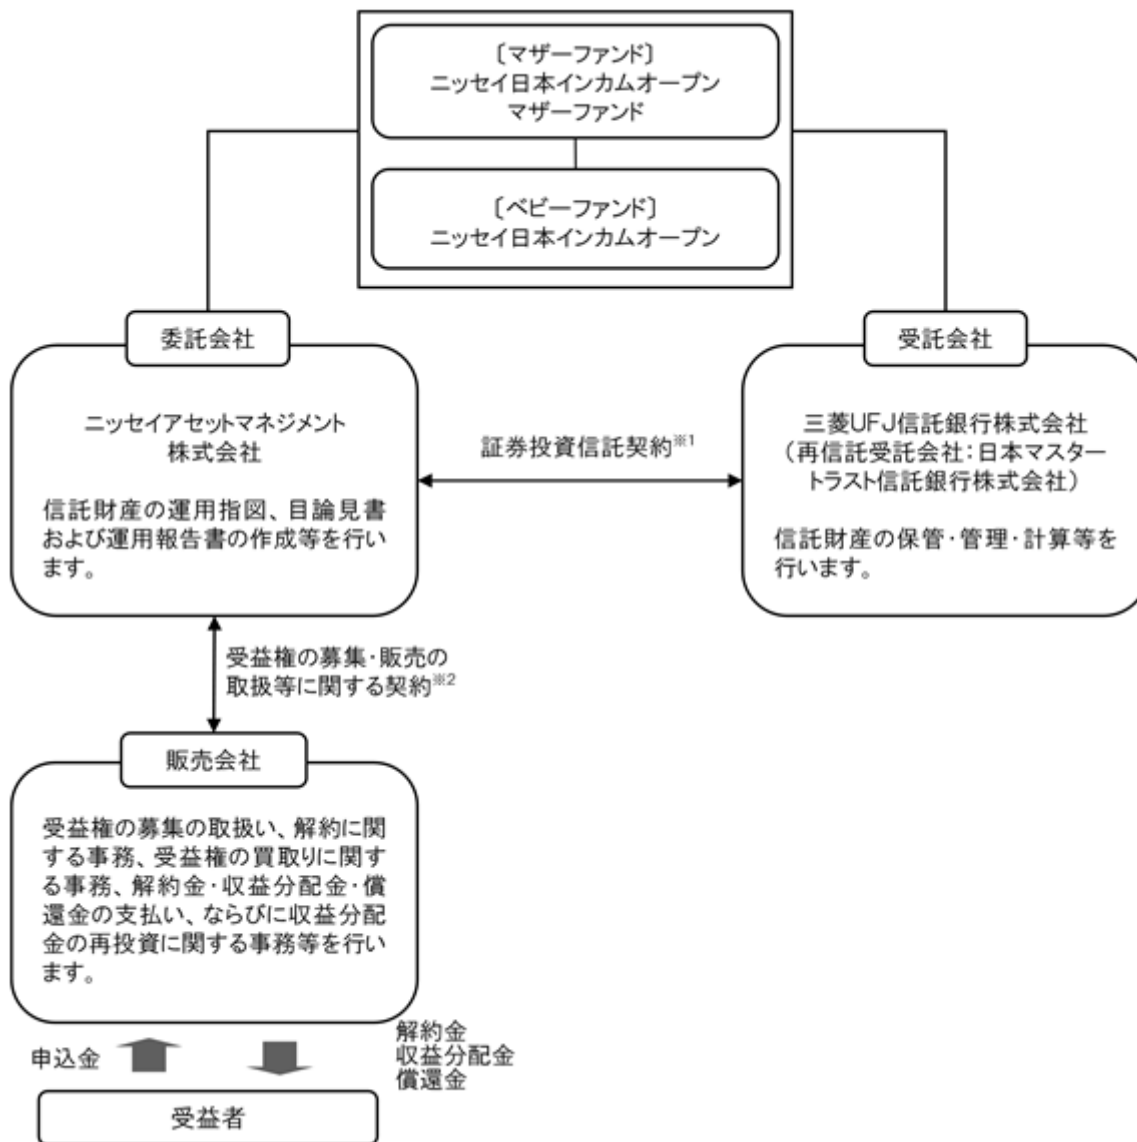 〔マザーファンド〕
ニッセイ日本インカムオープン
マザーファンド
〔ベビーファンド〕
ニッセイ日本インカムオープン
委託会社
ニッセイアセットマネジメント
株式会社
信託財産の運用指図、目論見書
および運用報告書の作成等を行い
ます。
証券投資信託契約※1
受託会社
三菱UFJ信託銀行株式会社
（再信託受託会社：日本マスター
トラスト信託銀行株式会社）
信託財産の保管・管理・計算等を
行います。
受益権の募集・販売の
取扱等に関する契約※2
販売会社
受益権の募集の取扱い、解約に関
する事務、受益権の買取りに関す
る事務、解約金・収益分配金・償
還金の支払い、ならびに収益分配
金の再投資に関する事務等を行い
ます。
申込金
解約金
収益分配金
償還金
受益者